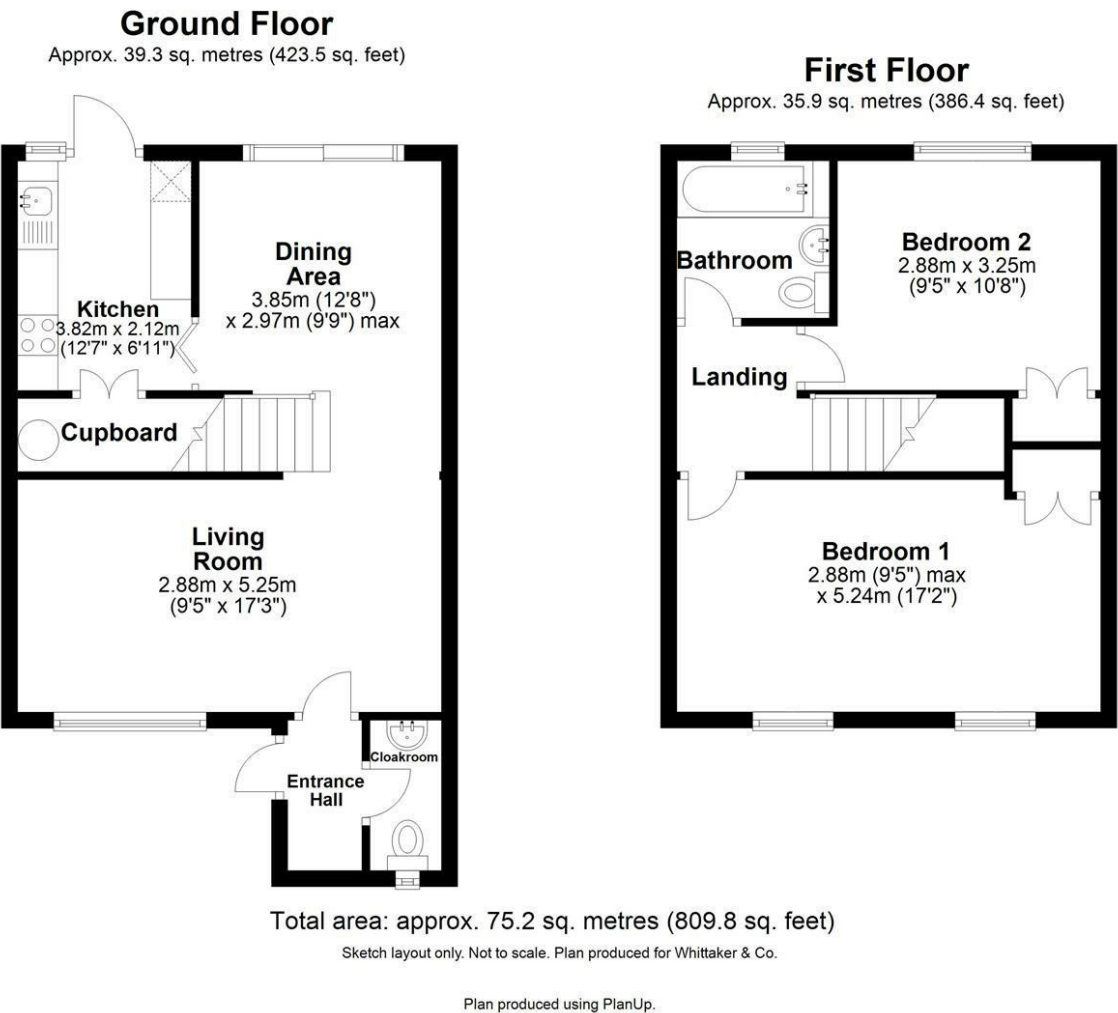 Ground Floor
Approx. 39.3 sq. metres (423.5 sq. feet)
Kitchen
3.82m x 2.12m
(12'7" x 6'11")
Dining
Area
3.85m (12'8")
x 2.97m (9'9") max
Cupboard
Living
Room
2.88m x 5.25m
(9'5" x 17'3")
Entrance
Hall
Cloakroom
First Floor
Approx. 35.9 sq. metres (386.4 sq. feet)
Bathroom
Bedroom 2
2.88m x 3.25m
(9'5" x 10'8")
Landing
Bedroom 1
2.88m (9'5") max
x 5.24m (17'2")
Total area: approx. 75.2 sq. metres (809.8 sq. feet)
Sketch layout only. Not to scale. Plan produced for Whittaker & Co.
Plan produced using PlanUp.